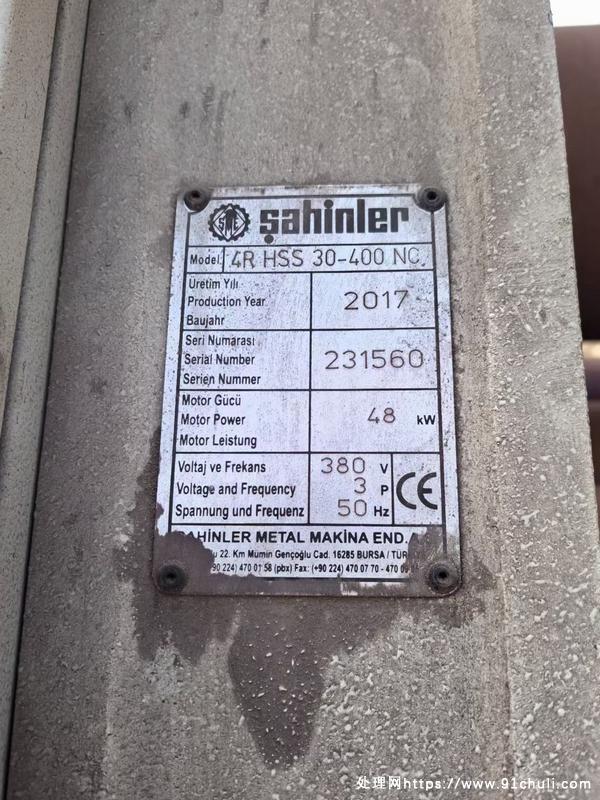 SMC
şahinler
Model: 4R HSS 30-400 NC.
Üretim Yılı
Production Year
Baujahr
2017
Seri Numarası
Serial Number
Serien Nummer
231560
Motor Gücü
Motor Power
Motor Leistung
48 kW
Voltaj ve Frekans
Voltage and Frequency
Spannung und Frequenz
380 V
3 P
50 Hz
CE
METAL MAKİNA END.
22. Km Mümin Gençoğlu Cad. 16285 BURSA /
224) 470 01 58 (pbx) Fax: (+90 224) 470 07 70 - 470
处理网https://www.91chuli.com